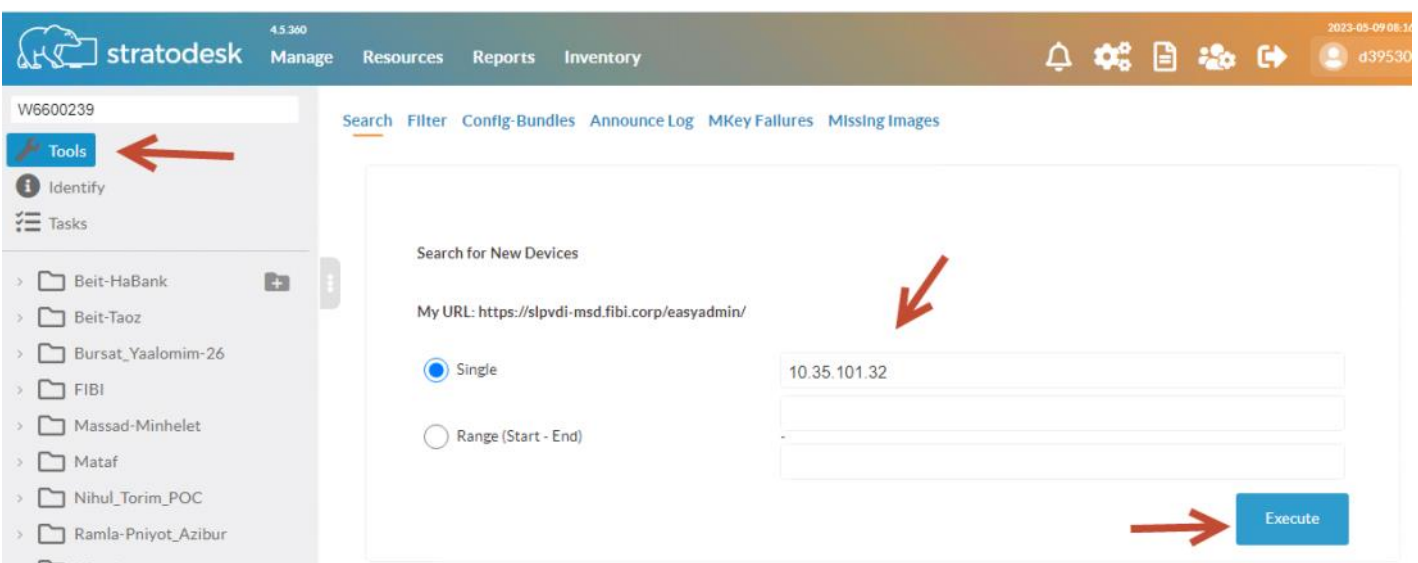 stratodesk
4.5.360
Manage Resources Reports Inventory
2023-05-09 08:16
d39530
W6600239
Tools
Identify
Tasks
Beit-HaBank
Beit-Taoz
Bursat_Yaalomim-26
FIBI
Massad-Minhelet
Mataf
Nihul_Torim_POC
Ramla-Pniyot_Azibur
Search Filter Config-Bundles Announce Log MKey Failures Missing Images
Search for New Devices
My URL: https://slpvdi-msd.fibi.corp/easyadmin/
Single
10.35.101.32
Range (Start - End)
-
Execute